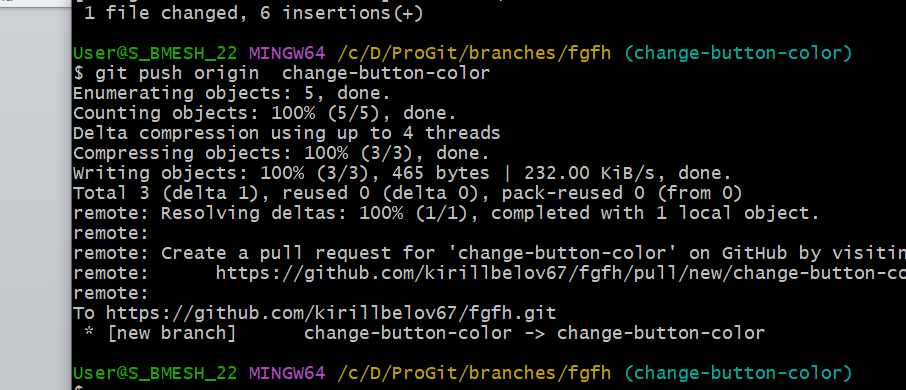 1 file changed, 6 insertions(+)
User@S_BMESH_22 MINGW64 /c/D/ProGit/branches/fgfh (change-button-color)
$ git push origin  change-button-color
Enumerating objects: 5, done.
Counting objects: 100% (5/5), done.
Delta compression using up to 4 threads
Compressing objects: 100% (3/3), done.
Writing objects: 100% (3/3), 465 bytes | 232.00 KiB/s, done.
Total 3 (delta 1), reused 0 (delta 0), pack-reused 0 (from 0)
remote: Resolving deltas: 100% (1/1), completed with 1 local object.
remote:
remote: Create a pull request for 'change-button-color' on GitHub by visitin
remote:      https://github.com/kirillbelov67/fgfh/pull/new/change-button-co
remote:
To https://github.com/kirillbelov67/fgfh.git
 * [new branch]      change-button-color -> change-button-color
User@S_BMESH_22 MINGW64 /c/D/ProGit/branches/fgfh (change-button-color)
$